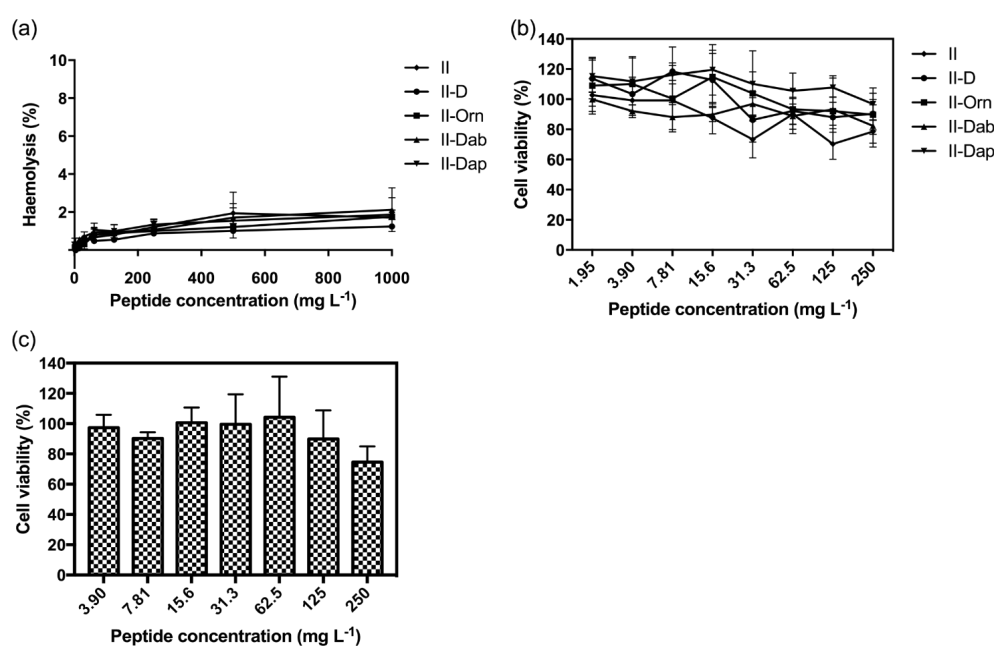 (a)
Haemolysis (%)
10
8
6
4
2
0
200
400
600
800
1000
Peptide concentration (mg L-1)
II
II-D
II-Orn
II-Dab
II-Dap
(b)
Cell viability (%)
140
120
100
80
60
40
20
0
1.95
3.90
7.81
15.6
31.3
62.5
125
250
Peptide concentration (mg L-1)
II
II-D
II-Orn
II-Dab
II-Dap
(c)
Cell viability (%)
140
120
100
80
60
40
20
0
3.90
7.81
15.6
31.3
62.5
125
250
Peptide concentration (mg L-1)